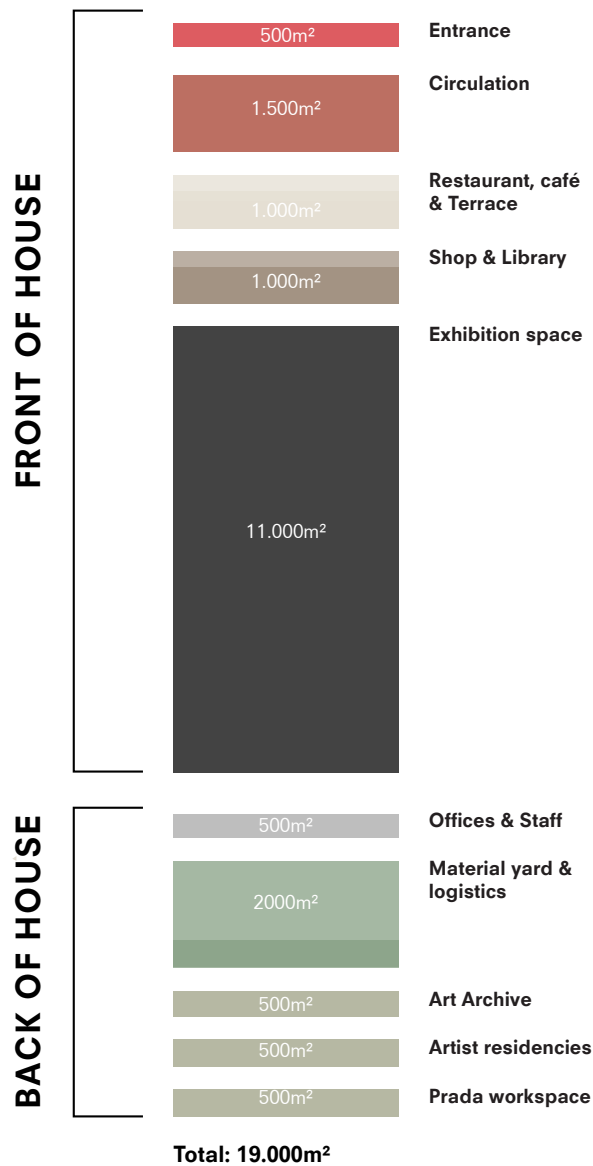 FRONT OF HOUSE
500m²
Entrance
1.500m²
Circulation
1.000m²
Restaurant, café
& Terrace
1.000m²
Shop & Library
11.000m²
Exhibition space
BACK OF HOUSE
500m²
Offices & Staff
2000m²
Material yard &
logistics
500m²
Art Archive
500m²
Artist residencies
500m²
Prada workspace
Total: 19.000m²